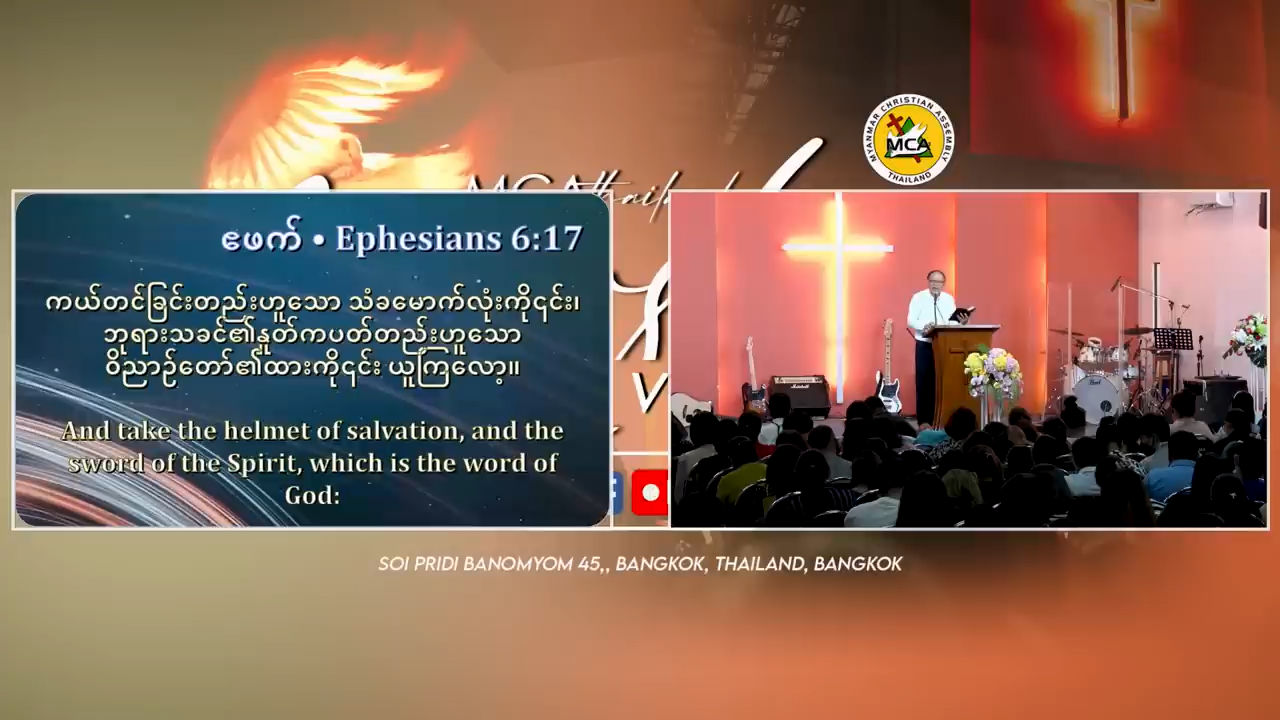 MYANMAR CHRISTIAN ASSEMBLY
MCA
THAILAND
MCA thailand
ဧဖက် • Ephesians 6:17
ကယ်တင်ခြင်းတည်းဟူသော သံခမောက်လုံးကို၎င်း၊
ဘုရားသခင်၏နှုတ်ကပတ်တည်းဟူသော
ဝိညာဉ်တော်၏ထားကို၎င်း ယူကြလော့။
And take the helmet of salvation, and the
sword of the Spirit, which is the word of
God:
SOI PRIDI BANOMYOM 45,, BANGKOK, THAILAND, BANGKOK